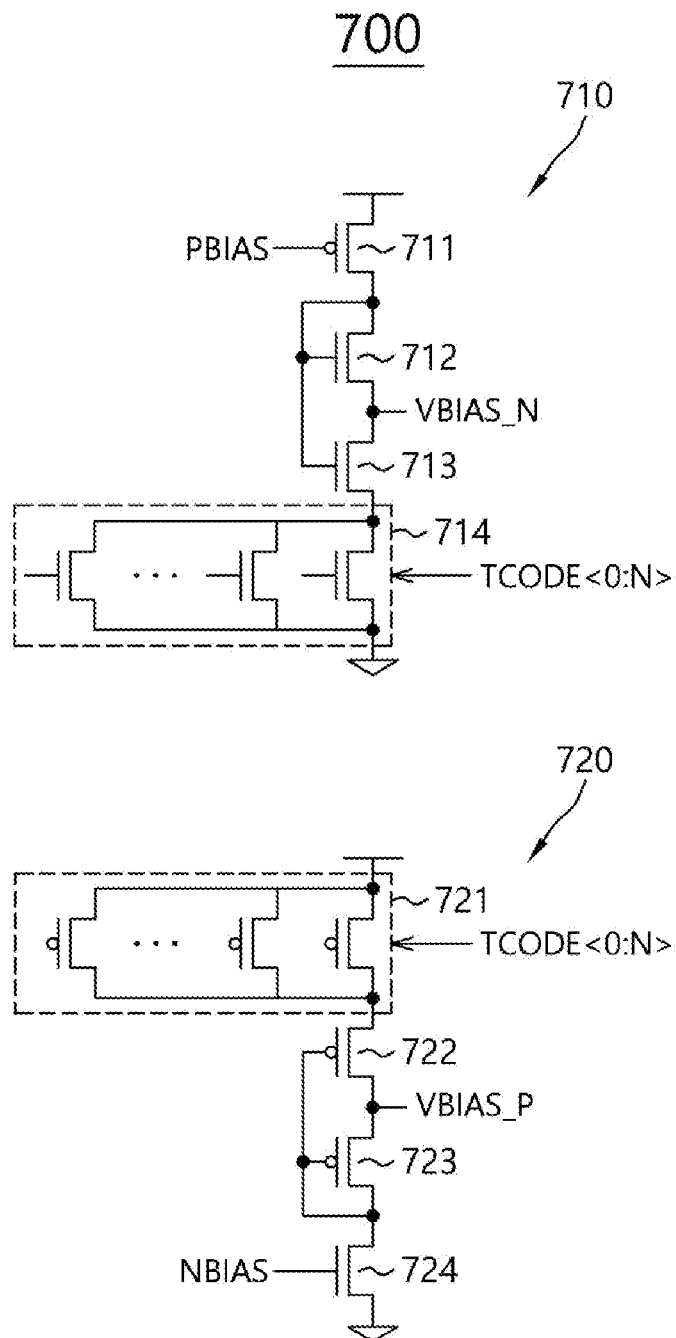 700
710
PBIAS
711
712
VBIAS_N
713
714
TCODE<0:N>
720
721
TCODE<0:N>
722
VBIAS_P
723
NBIAS
724